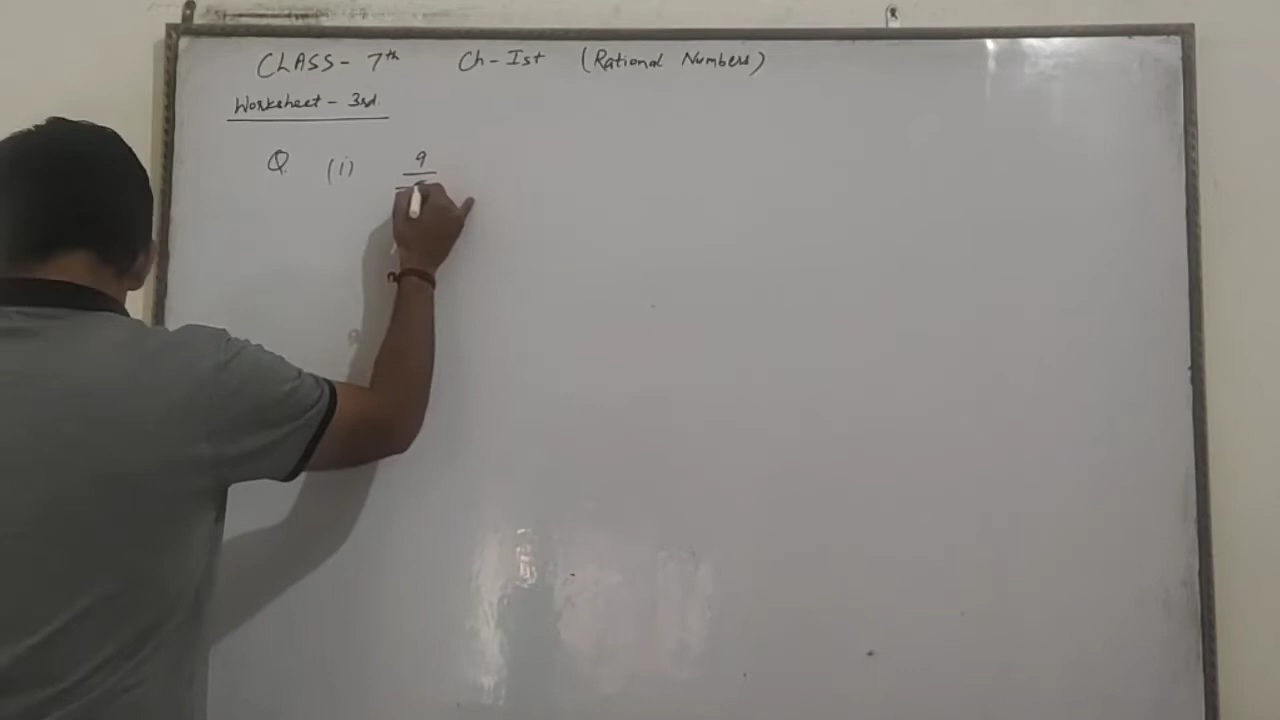 CLASS - 7th Ch - Ist (Rational Numbers)
Worksheet - 3rd.
Q. (i) 9